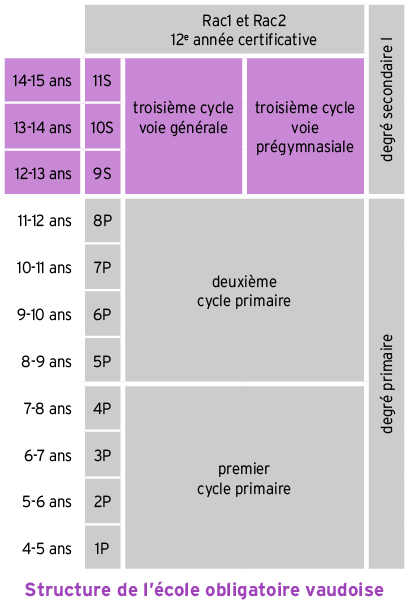 Rac1 et Rac2
12e année certificative
degré secondaire I
14-15 ans 11S
13-14 ans 10S
12-13 ans 9S
troisième cycle
voie générale
troisième cycle
voie
prégymnasiale
11-12 ans 8P
10-11 ans 7P
9-10 ans 6P
8-9 ans 5P
deuxième
cycle primaire
degré primaire
7-8 ans 4P
6-7 ans 3P
5-6 ans 2P
4-5 ans 1P
premier
cycle primaire
Structure de l'école obligatoire vaudoise